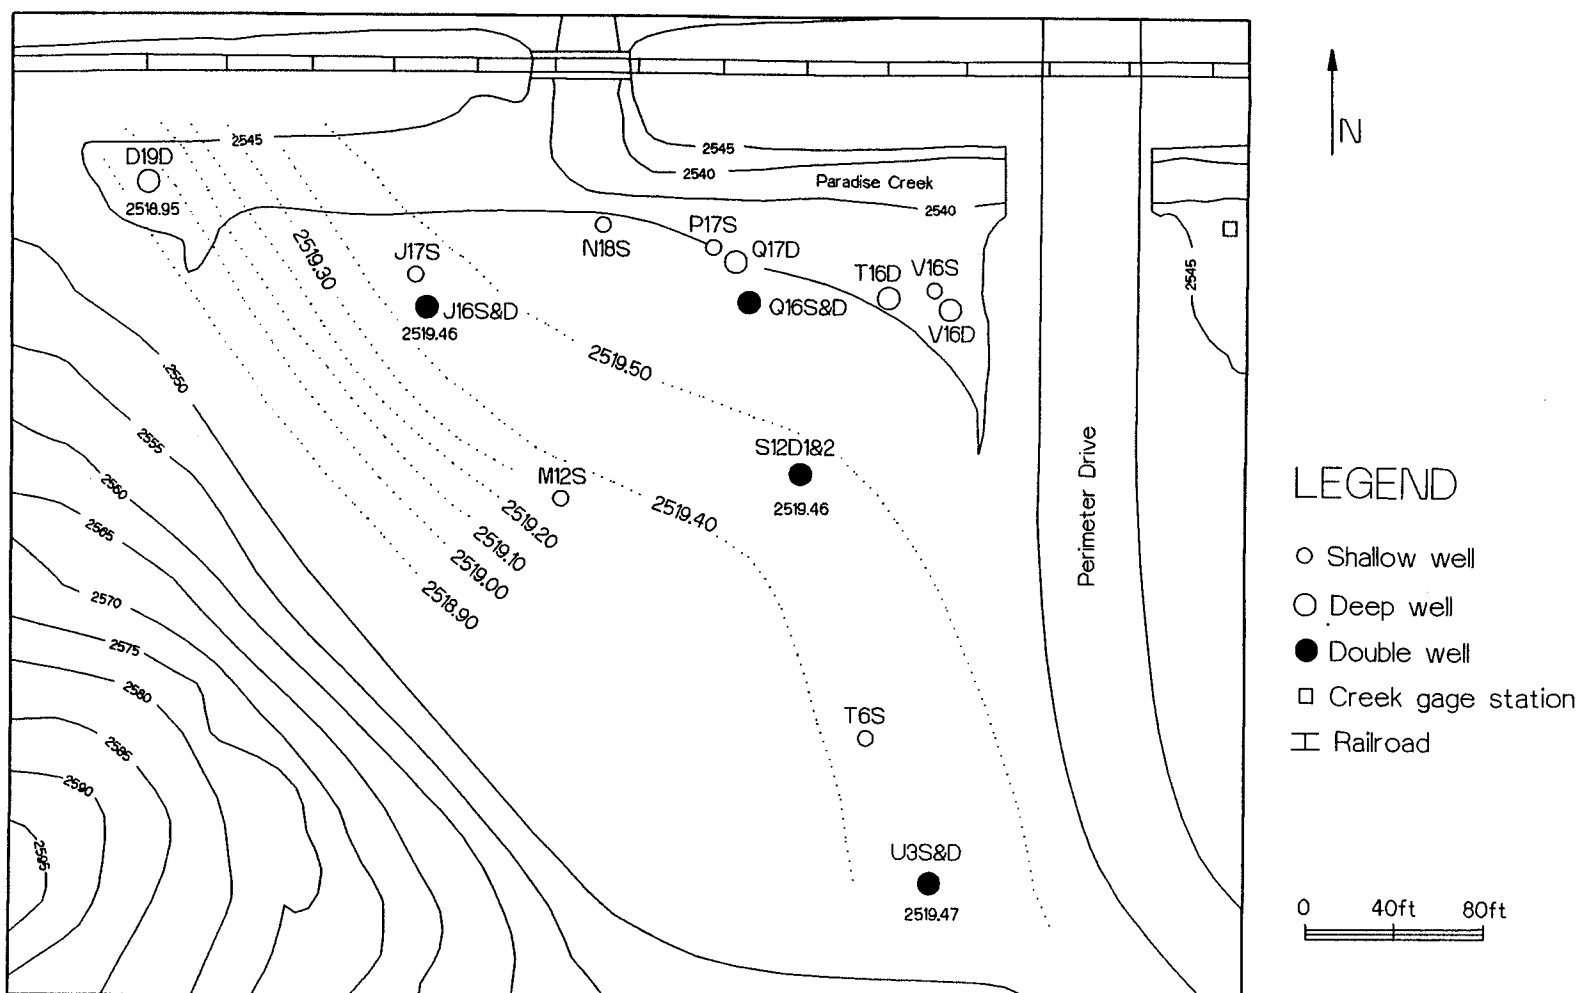 N
2545
2545
D19D
2518.95
2540
Paradise Creek
2540
2519.30
J17S
N18S
P17S
Q17D
T16D
V16S
V16D
2545
J16S&D
2519.46
Q16S&D
2519.50
2550
2555
2560
2565
2570
2575
2580
2585
2590
2595
S12D1&2
2519.46
M12S
2519.40
2519.20
2519.10
2519.00
2518.90
Perimeter Drive
T6S
U3S&D
2519.47
LEGEND
Shallow well
Deep well
Double well
Creek gage station
Railroad
0 40ft 80ft